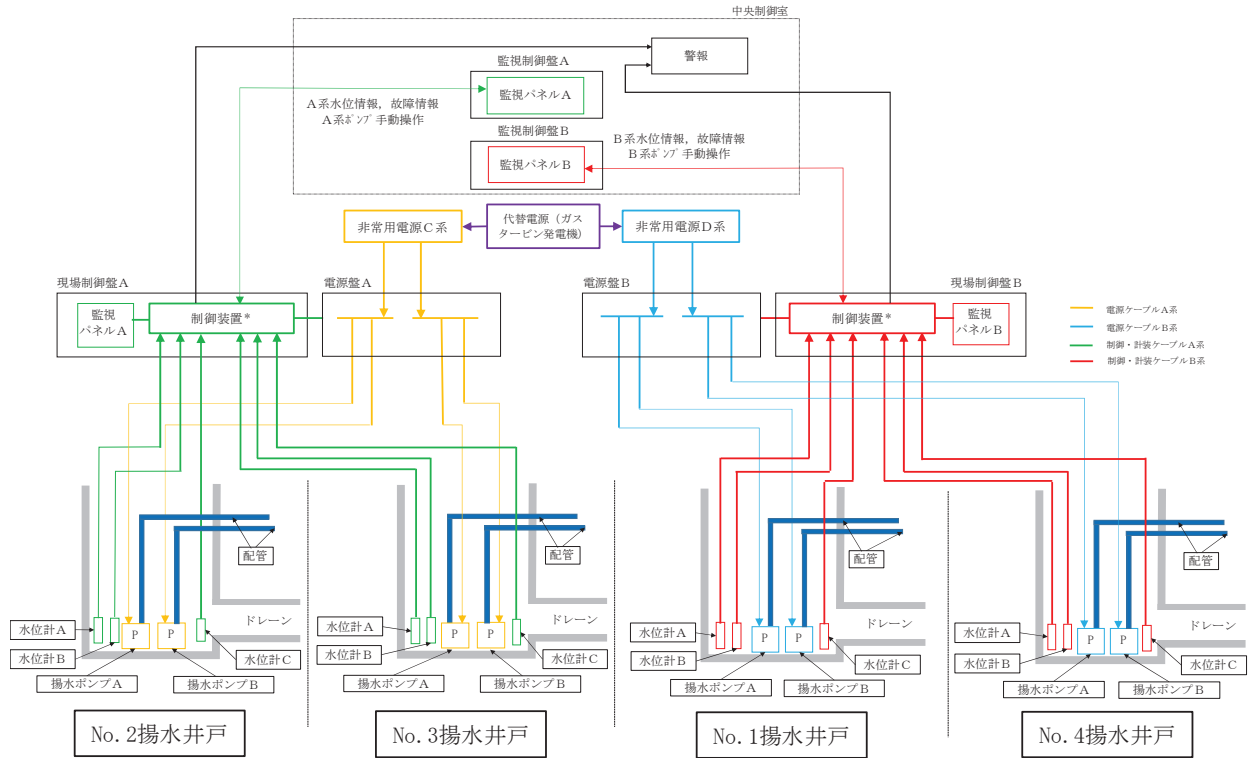 中央制御室
警報
監視制御盤A
監視パネルA
A系水位情報，故障情報
A系ﾎﾟﾝﾌﾟ手動操作
監視制御盤B
監視パネルB
B系水位情報，故障情報
B系ﾎﾟﾝﾌﾟ手動操作
非常用電源C系
代替電源（ガス
タービン発電機）
非常用電源D系
現場制御盤A
監視
パネルA
制御装置*
電源盤A
電源盤B
現場制御盤B
制御装置*
監視
パネルB
電源ケーブルA系
電源ケーブルB系
制御・計装ケーブルA系
制御・計装ケーブルB系
配管
ドレーン
P
P
水位計A
水位計B
水位計C
揚水ポンプA
揚水ポンプB
No.2揚水井戸
配管
ドレーン
P
P
水位計A
水位計B
水位計C
揚水ポンプA
揚水ポンプB
No.3揚水井戸
配管
ドレーン
P
P
水位計A
水位計B
水位計C
揚水ポンプA
揚水ポンプB
No.1揚水井戸
配管
ドレーン
P
P
水位計A
水位計B
水位計C
揚水ポンプA
揚水ポンプB
No.4揚水井戸